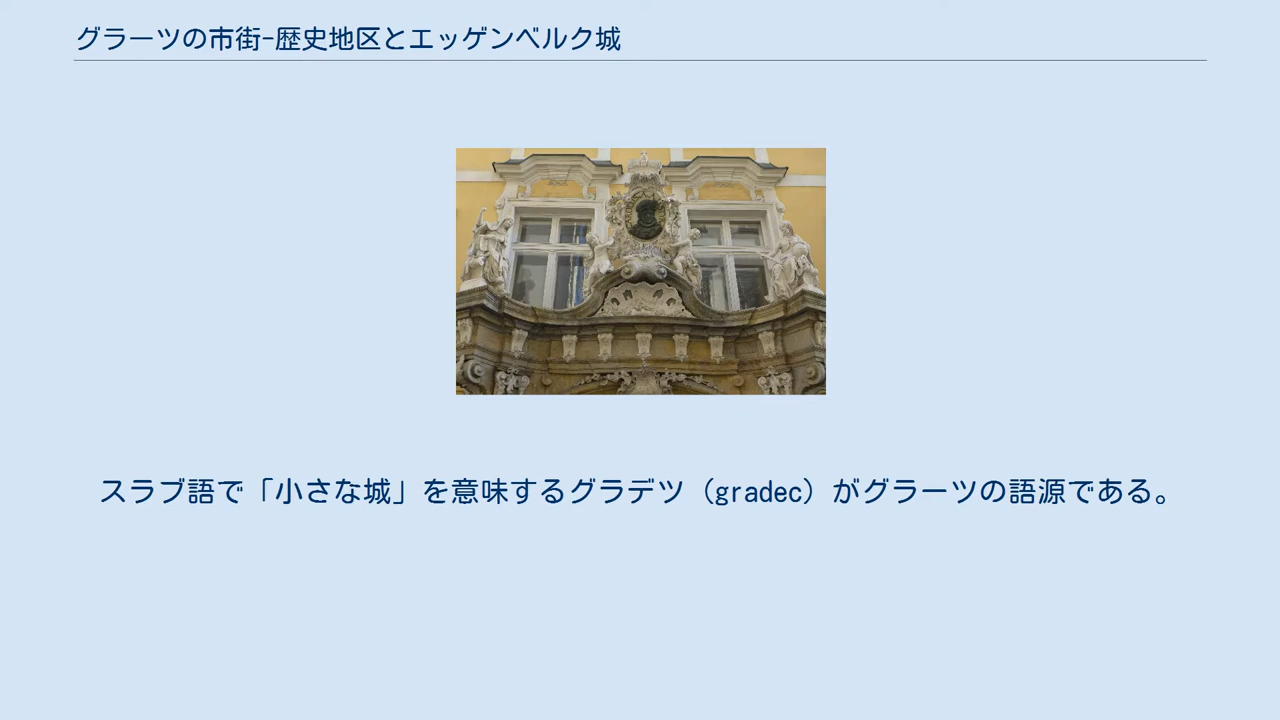 グラーツの市街-歴史地区とエッゲンベルク城
スラブ語で「小さな城」を意味するグラデツ（gradec）がグラーツの語源である。